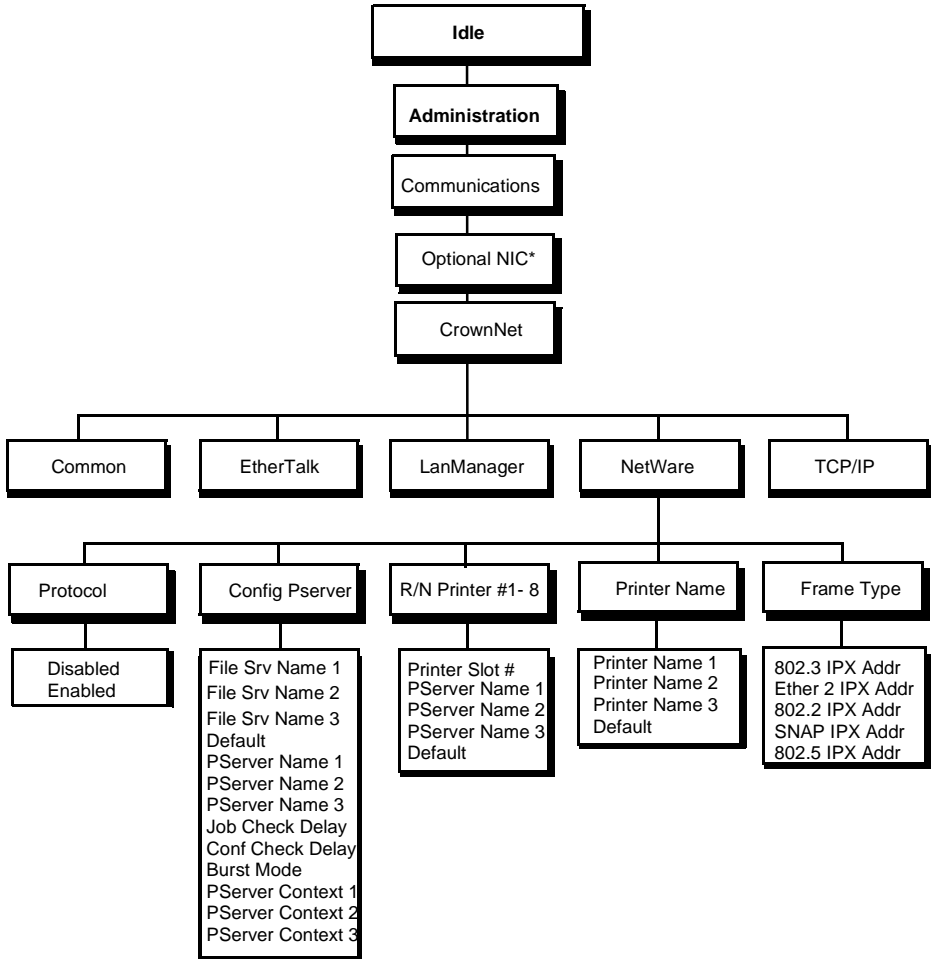 Idle
Administration
Communications
Optional NIC*
CrownNet
Common
EtherTalk
LanManager
NetWare
TCP/IP
Protocol
Config Pserver
R/N Printer #1- 8
Printer Name
Frame Type
Disabled
Enabled
File Srv Name 1
File Srv Name 2
File Srv Name 3
Default
PServer Name 1
PServer Name 2
PServer Name 3
Job Check Delay
Conf Check Delay
Burst Mode
PServer Context 1
PServer Context 2
PServer Context 3
Printer Slot #
PServer Name 1
PServer Name 2
PServer Name 3
Default
Printer Name 1
Printer Name 2
Printer Name 3
Default
802.3 IPX Addr
Ether 2 IPX Addr
802.2 IPX Addr
SNAP IPX Addr
802.5 IPX Addr